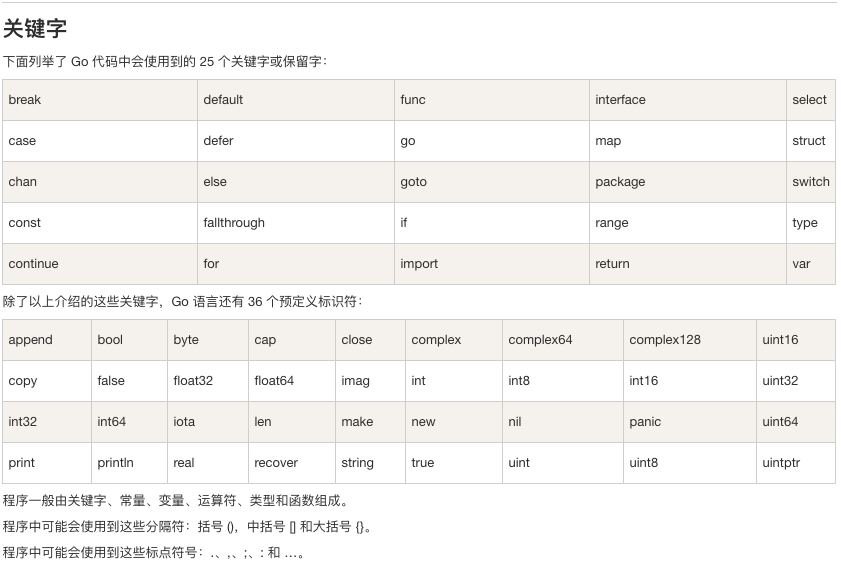 关键字
下面列举了 Go 代码中会使用到的 25 个关键字或保留字：
break default func interface select
case defer go map struct
chan else goto package switch
const fallthrough if range type
continue for import return var
除了以上介绍的这些关键字，Go 语言还有 36 个预定义标识符：
append bool byte cap close complex complex64 complex128 uint16
copy false float32 float64 imag int int8 int16 uint32
int32 int64 iota len make new nil panic uint64
print println real recover string true uint uint8 uintptr
程序一般由关键字、常量、变量、运算符、类型和函数组成。
程序中可能会使用到这些分隔符：括号 ()，中括号 [] 和大括号 {}。
程序中可能会使用到这些标点符号：.、,、;、: 和 …。